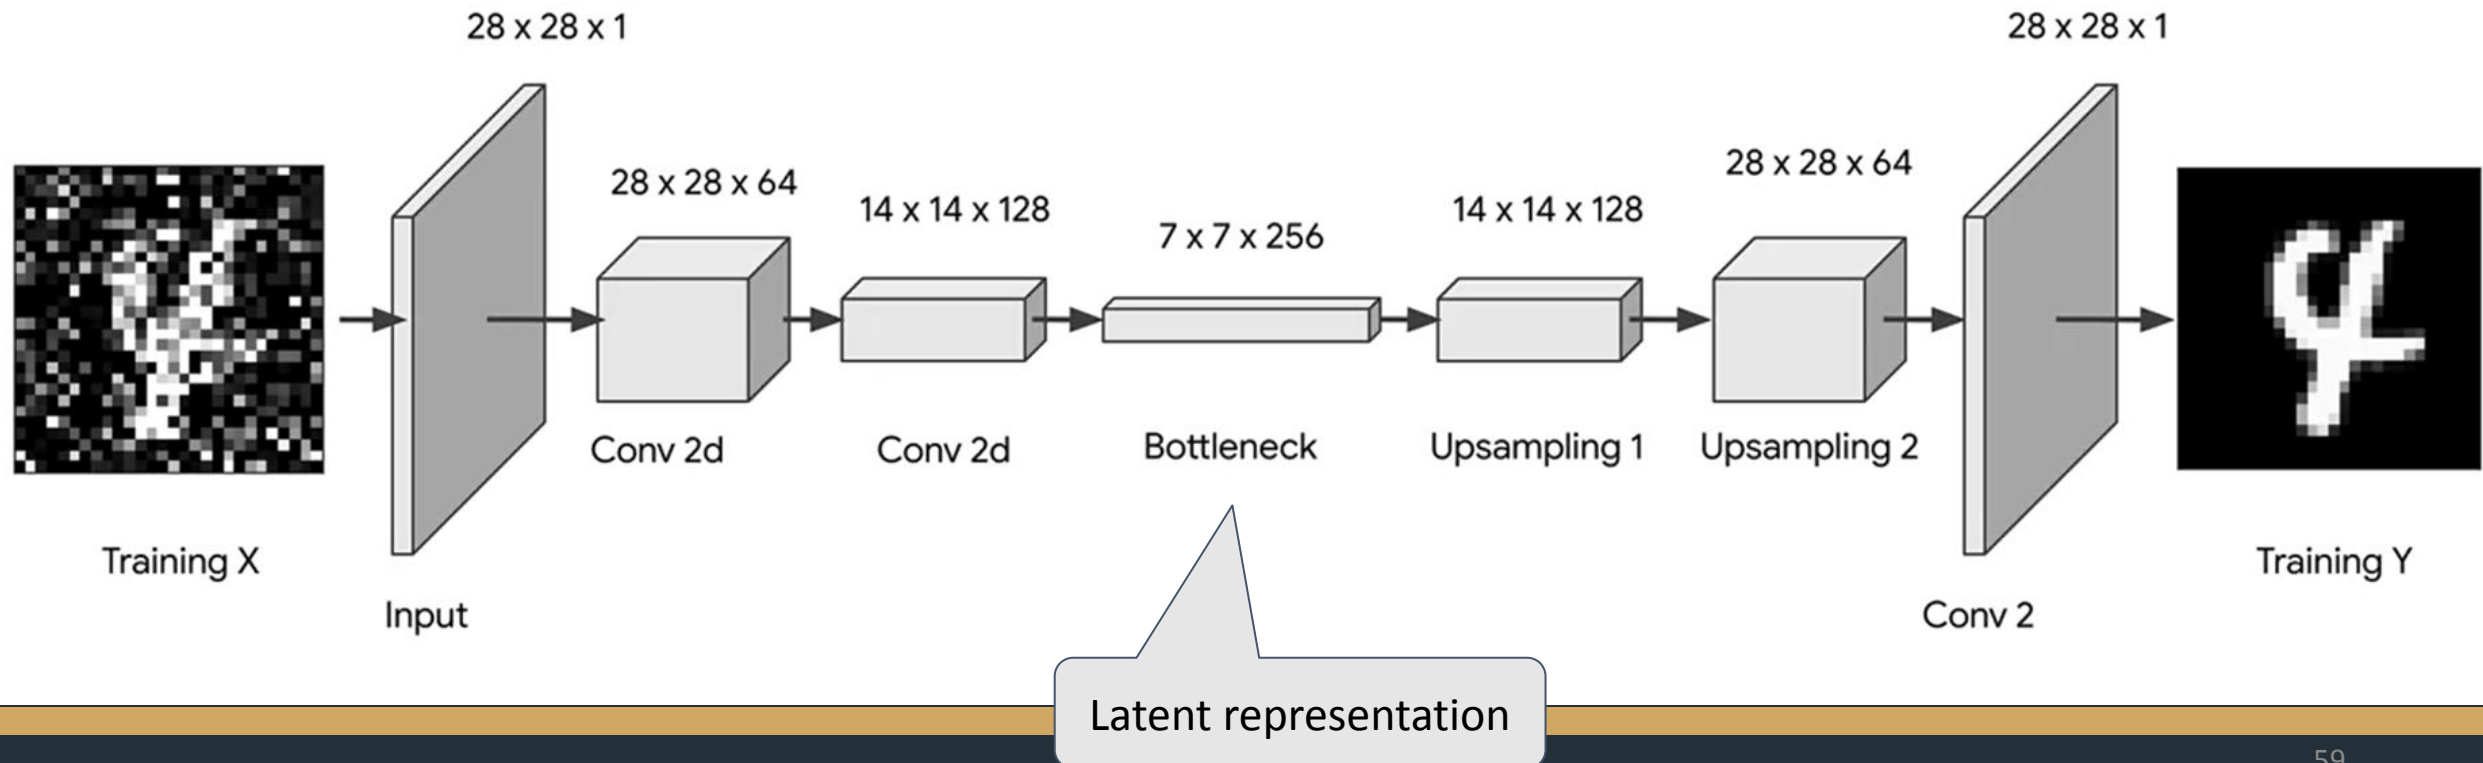 28 x 28 x 1
28 x 28 x 1
28 x 28 x 64
14 x 14 x 128
7 x 7 x 256
14 x 14 x 128
28 x 28 x 64
Conv 2d
Conv 2d
Bottleneck
Upsampling 1
Upsampling 2
Training X
Training Y
Input
Conv 2
Latent representation
59